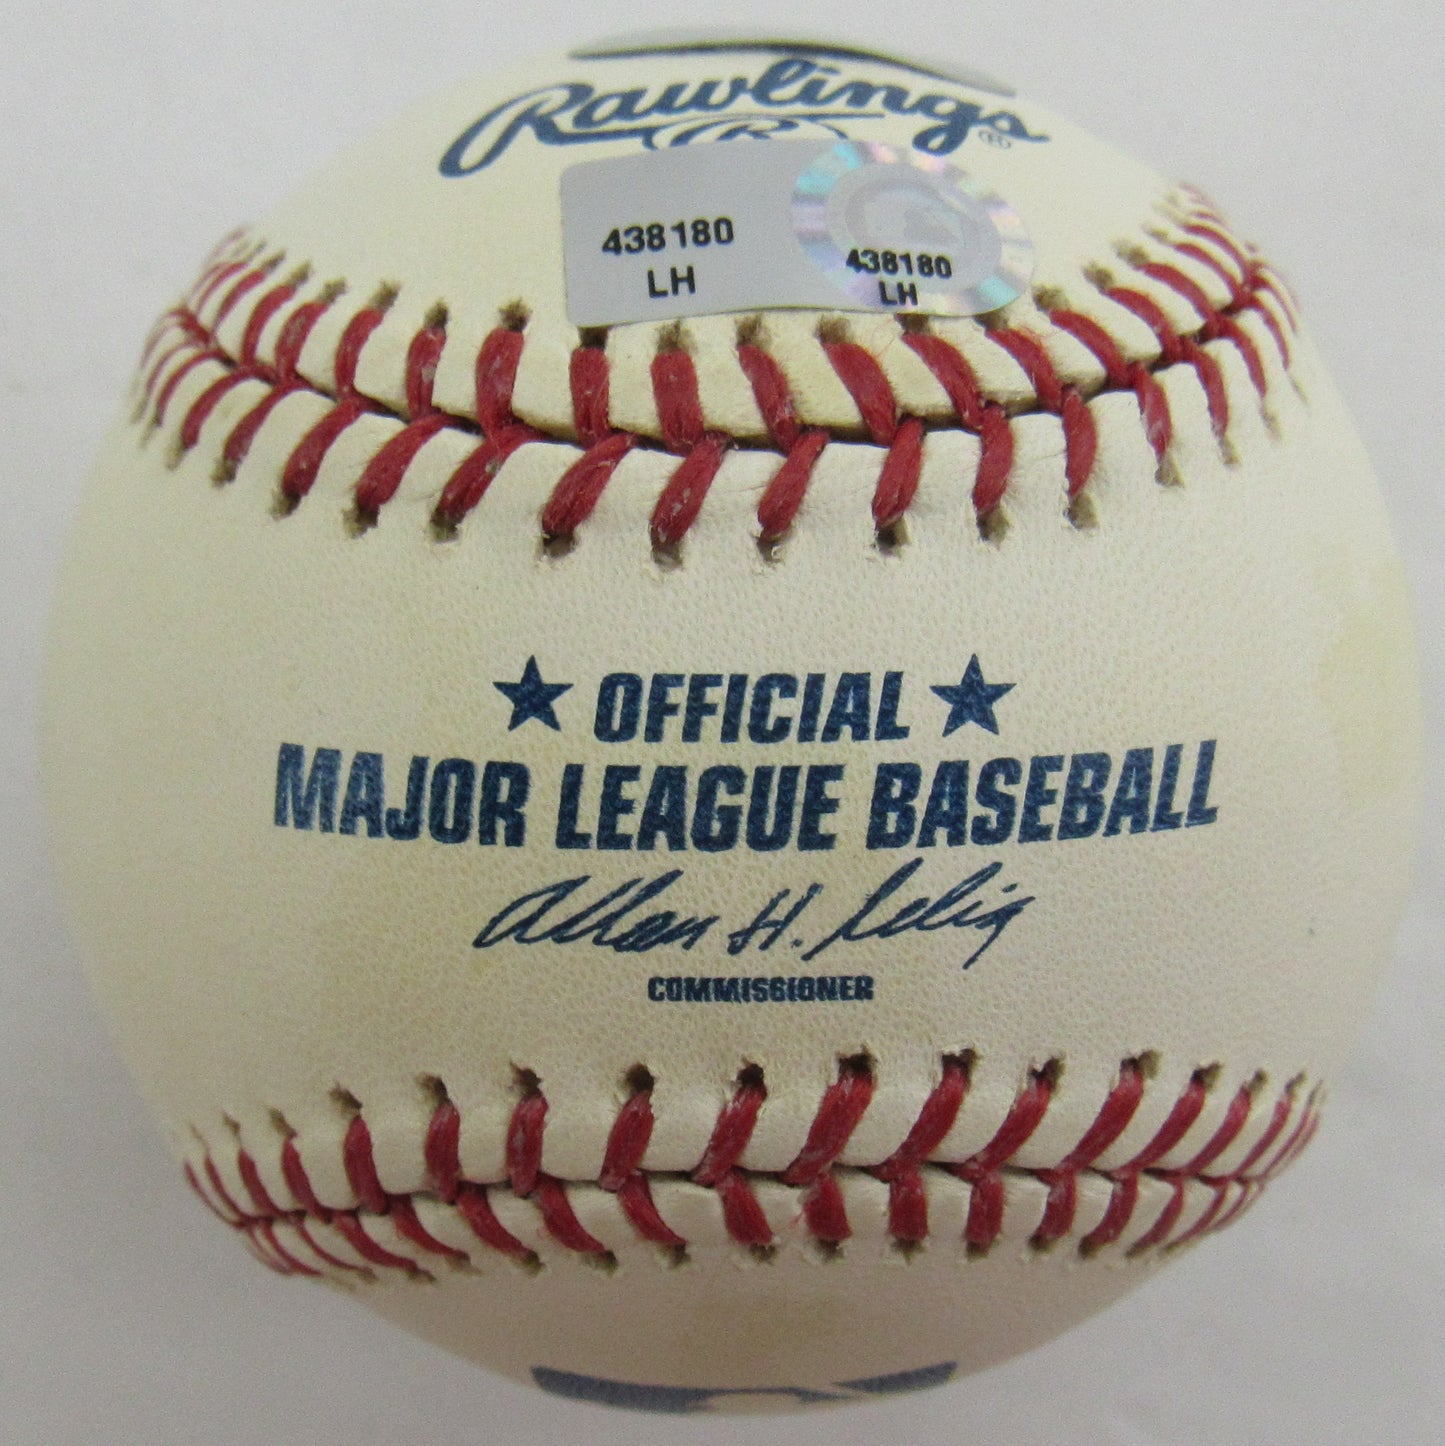 Rawlings®
R
438180
LH
438180
LH
★ OFFICIAL ★
MAJOR LEAGUE BASEBALL
Allan H. Selig
COMMISSIONER